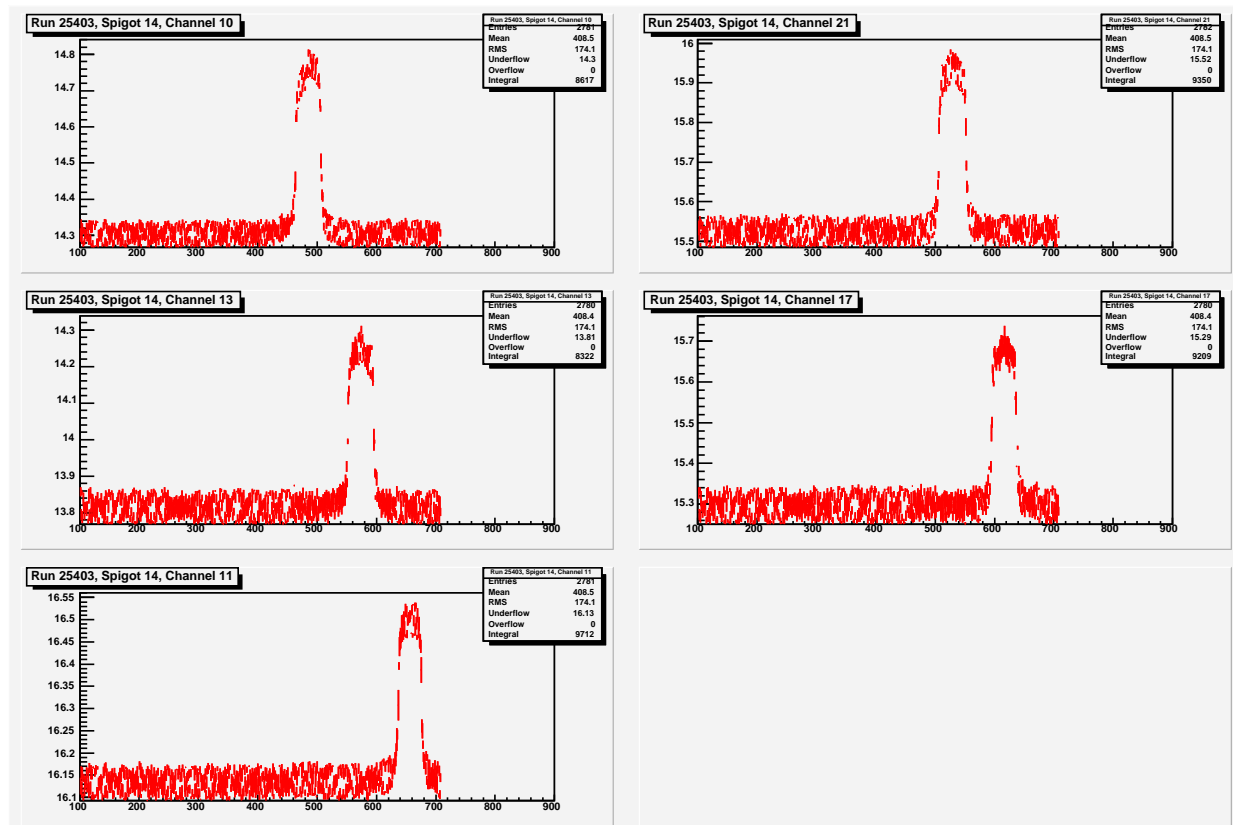 Run 25403, Spigot 14, Channel 10
Run 25403, Spigot 14, Channel 10
Entries 2781
Mean 408.5
RMS 174.1
Underflow 14.3
Overflow 0
Integral 8617
14.8
14.7
14.6
14.5
14.4
14.3
100 200 300 400 500 600 700 800 900
Run 25403, Spigot 14, Channel 21
Run 25403, Spigot 14, Channel 21
Entries 2782
Mean 408.5
RMS 174.1
Underflow 15.52
Overflow 0
Integral 9350
16
15.9
15.8
15.7
15.6
15.5
100 200 300 400 500 600 700 800 900
Run 25403, Spigot 14, Channel 13
Run 25403, Spigot 14, Channel 13
Entries 2780
Mean 408.4
RMS 174.1
Underflow 13.81
Overflow 0
Integral 8322
14.3
14.2
14.1
14
13.9
13.8
100 200 300 400 500 600 700 800 900
Run 25403, Spigot 14, Channel 17
Run 25403, Spigot 14, Channel 17
Entries 2780
Mean 408.4
RMS 174.1
Underflow 15.29
Overflow 0
Integral 9209
15.7
15.6
15.5
15.4
15.3
100 200 300 400 500 600 700 800 900
Run 25403, Spigot 14, Channel 11
Run 25403, Spigot 14, Channel 11
Entries 2781
Mean 408.5
RMS 174.1
Underflow 16.13
Overflow 0
Integral 9712
16.55
16.5
16.45
16.4
16.35
16.3
16.25
16.2
16.15
16.1
100 200 300 400 500 600 700 800 900